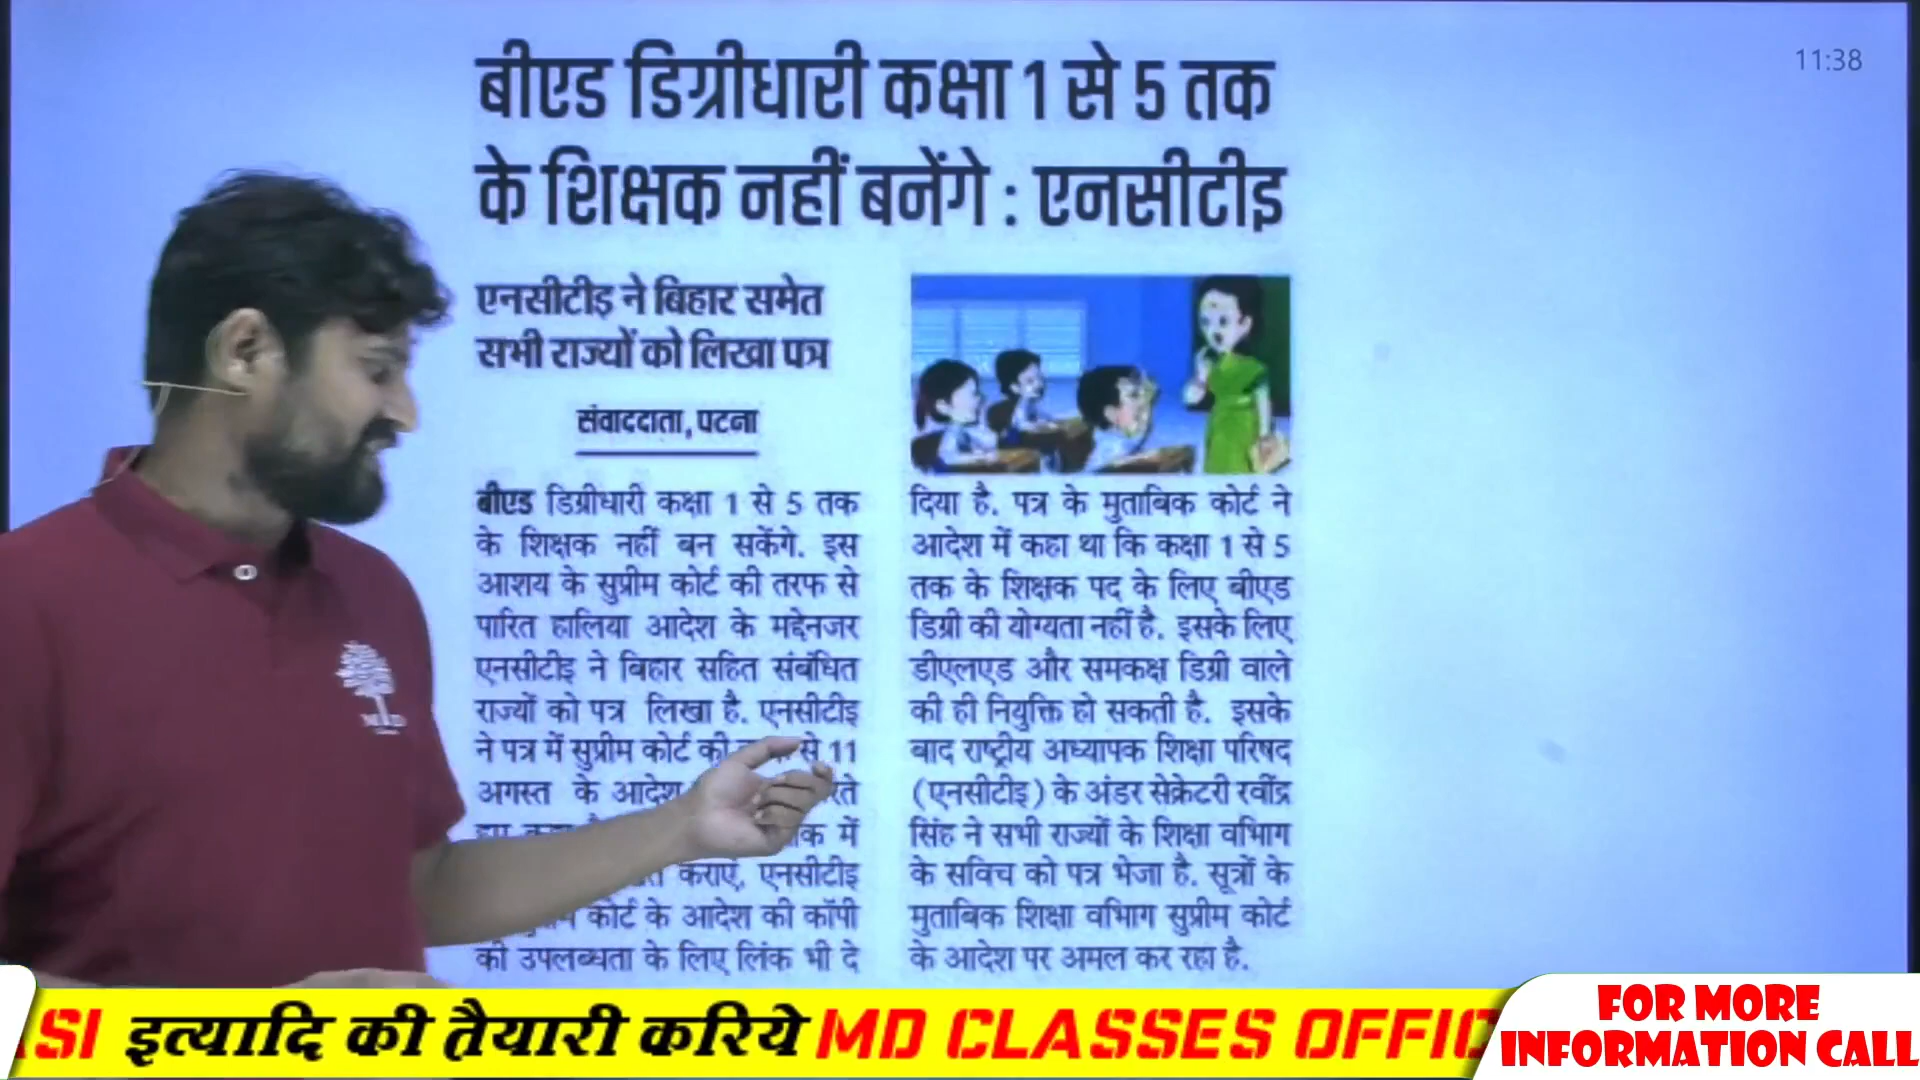 11:38
बीएड डिग्रीधारी कक्षा 1 से 5 तक
के शिक्षक नहीं बनेंगे : एनसीटीइ
एनसीटीइ ने बिहार समेत
सभी राज्यों को लिखा पत्र
संवाददाता, पटना
बीएड डिग्रीधारी कक्षा 1 से 5 तक
के शिक्षक नहीं बन सकेंगे. इस
आशय के सुप्रीम कोर्ट की तरफ से
पारित हालिया आदेश के मद्देनजर
एनसीटीइ ने बिहार सहित संबंधित
राज्यों को पत्र लिखा है. एनसीटीइ
ने पत्र में सुप्रीम कोर्ट की से 11
अगस्त के आदेश
में
कराएं, एनसीटीइ
कोर्ट के आदेश की कॉपी
की उपलब्धता के लिए लिंक भी दे
दिया है. पत्र के मुताबिक कोर्ट ने
आदेश में कहा था कि कक्षा 1 से 5
तक के शिक्षक पद के लिए बीएड
डिग्री की योग्यता नहीं है. इसके लिए
डीएलएड और समकक्ष डिग्री वाले
की ही नियुक्ति हो सकती है. इसके
बाद राष्ट्रीय अध्यापक शिक्षा परिषद
(एनसीटीइ) के अंडर सेक्रेटरी रवींद्र
सिंह ने सभी राज्यों के शिक्षा वभिाग
के सविच को पत्र भेजा है. सूत्रों के
मुताबिक शिक्षा वभिाग सुप्रीम कोर्ट
के आदेश पर अमल कर रहा है.
SI इत्यादि की तैयारी करिये MD CLASSES OFFIC
FOR MORE
INFORMATION CALL